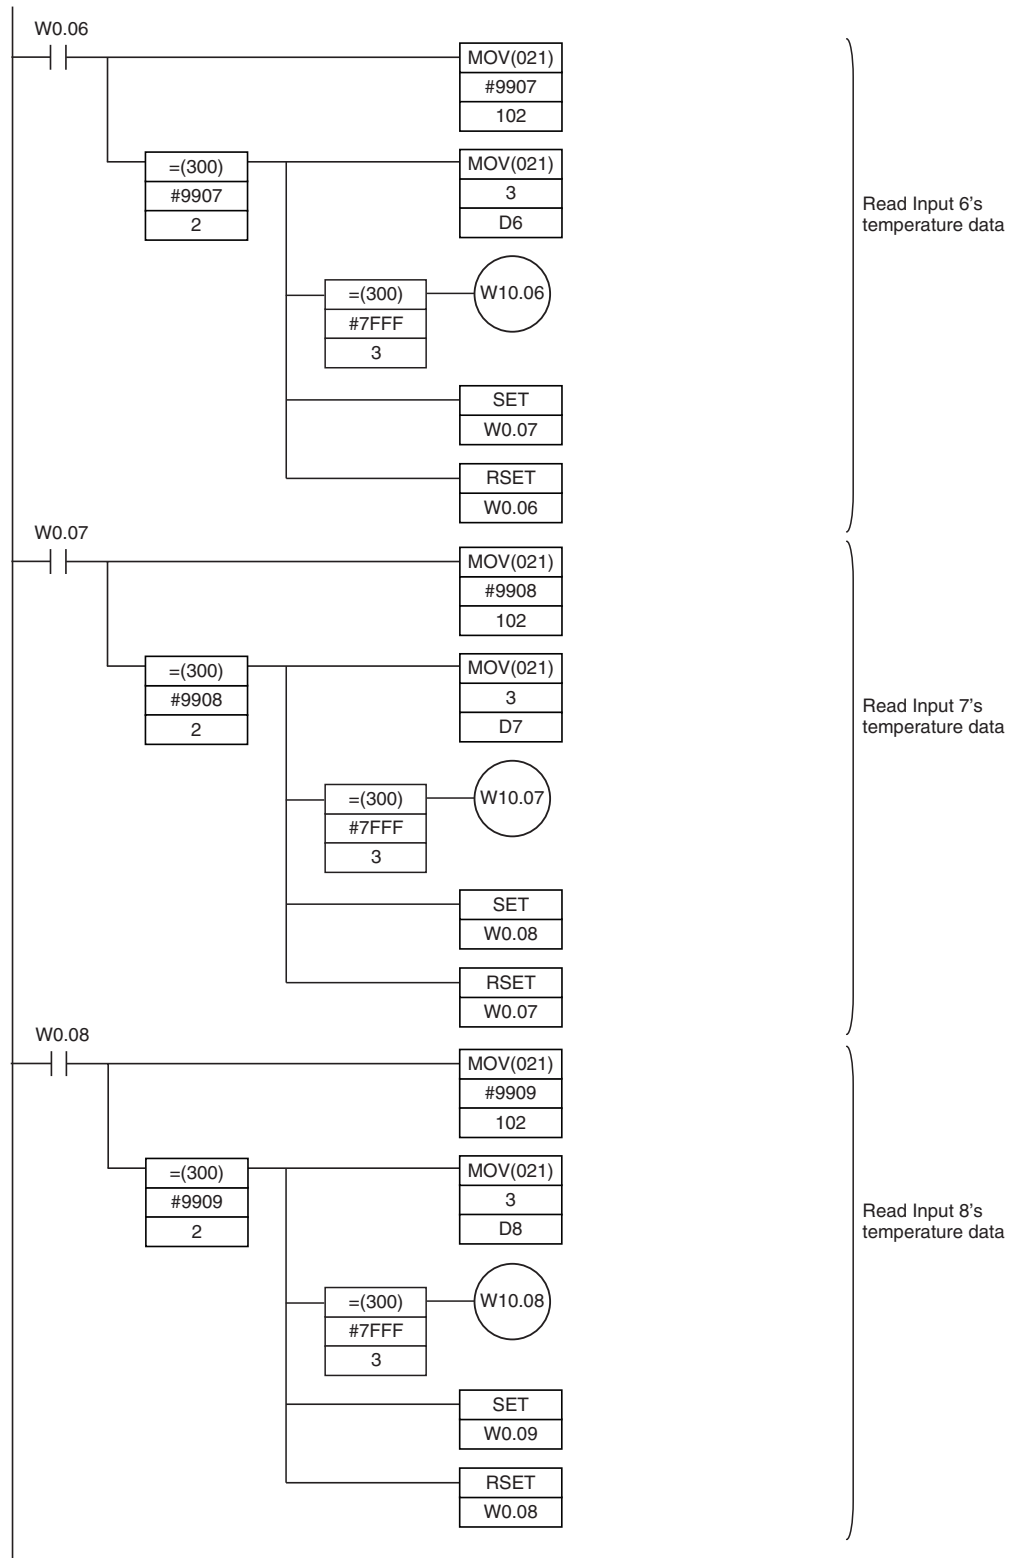 W0.06
MOV(021)
#9907
102
=(300)
#9907
2
MOV(021)
3
D6
Read Input 6's
temperature data
=(300)
#7FFF
3
W10.06
SET
W0.07
RSET
W0.06
W0.07
MOV(021)
#9908
102
=(300)
#9908
2
MOV(021)
3
D7
Read Input 7's
temperature data
=(300)
#7FFF
3
W10.07
SET
W0.08
RSET
W0.07
W0.08
MOV(021)
#9909
102
=(300)
#9909
2
MOV(021)
3
D8
Read Input 8's
temperature data
=(300)
#7FFF
3
W10.08
SET
W0.09
RSET
W0.08